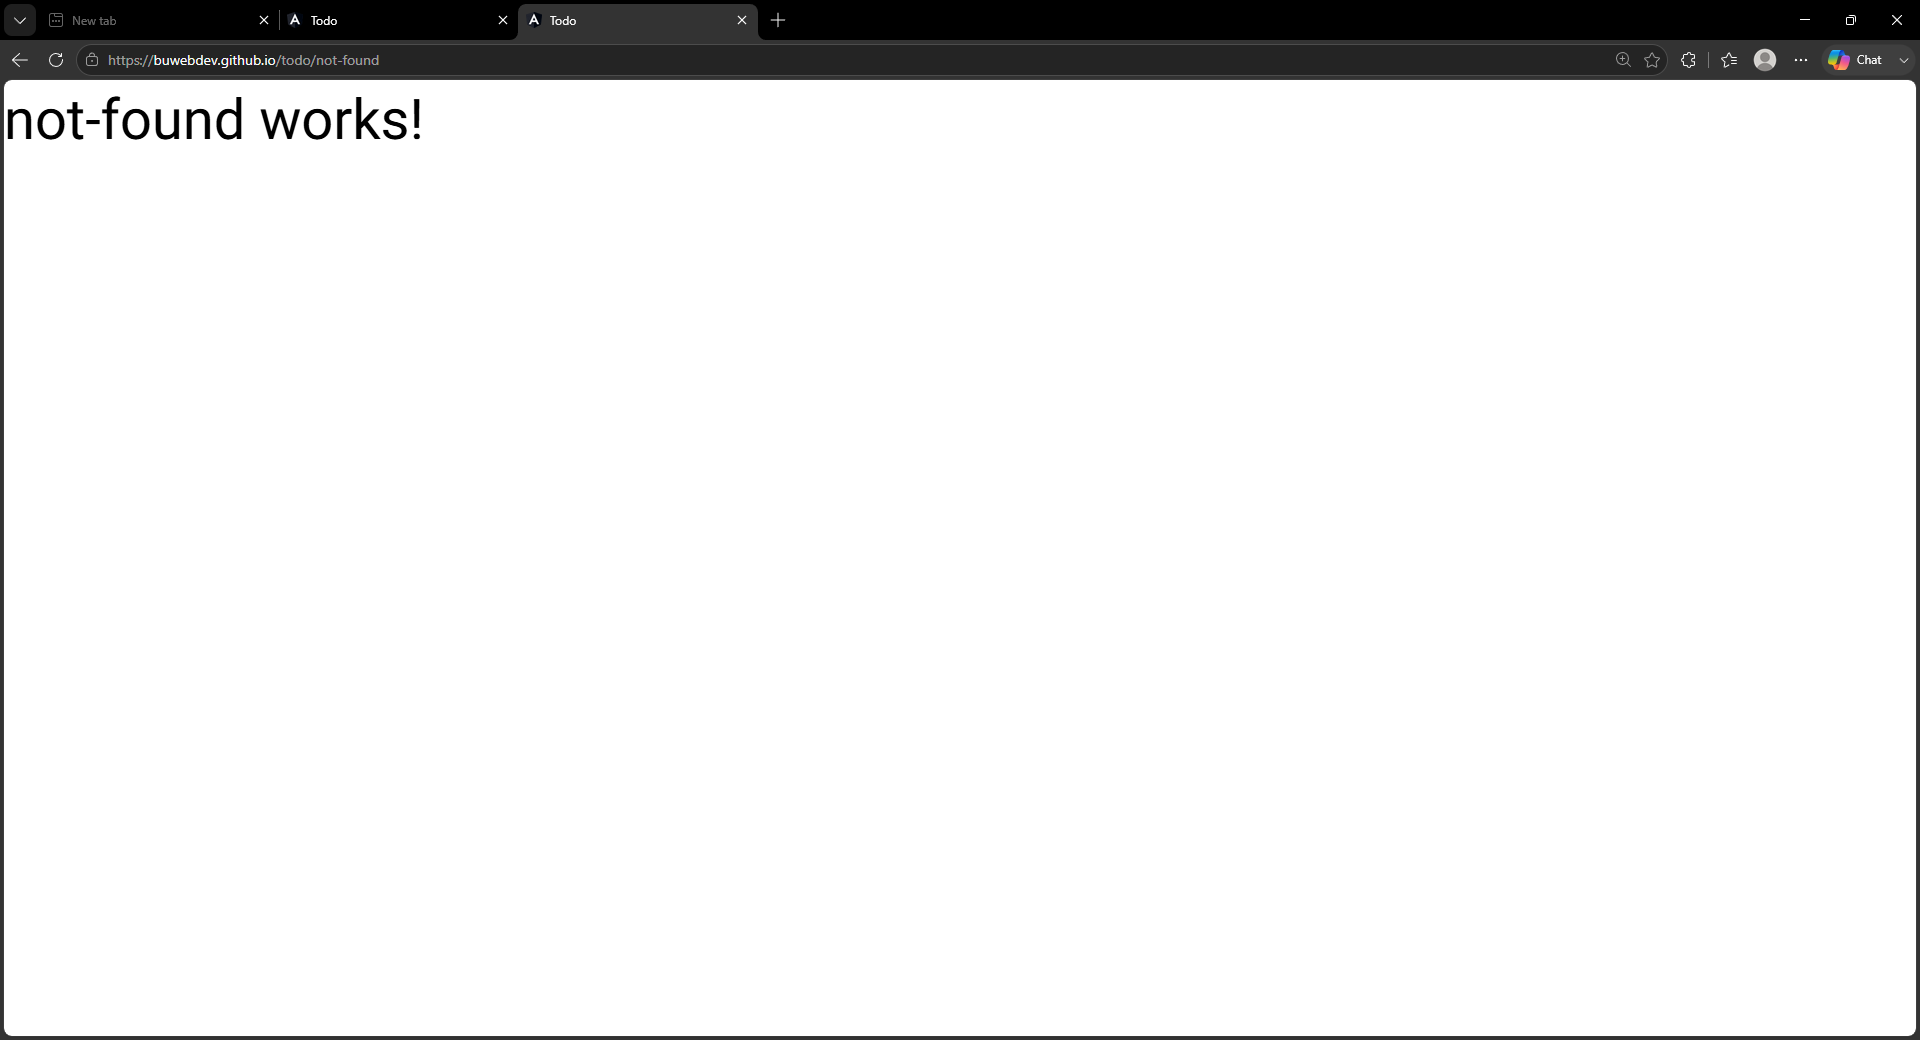 New tab
Todo
Todo
https://buwebdev.github.io/todo/not-found
Chat
not-found works!